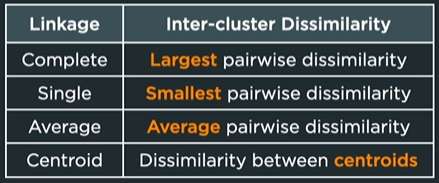 Linkage Inter-cluster Dissimilarity
Complete Largest pairwise dissimilarity
Single Smallest pairwise dissimilarity
Average Average pairwise dissimilarity
Centroid Dissimilarity between centroids